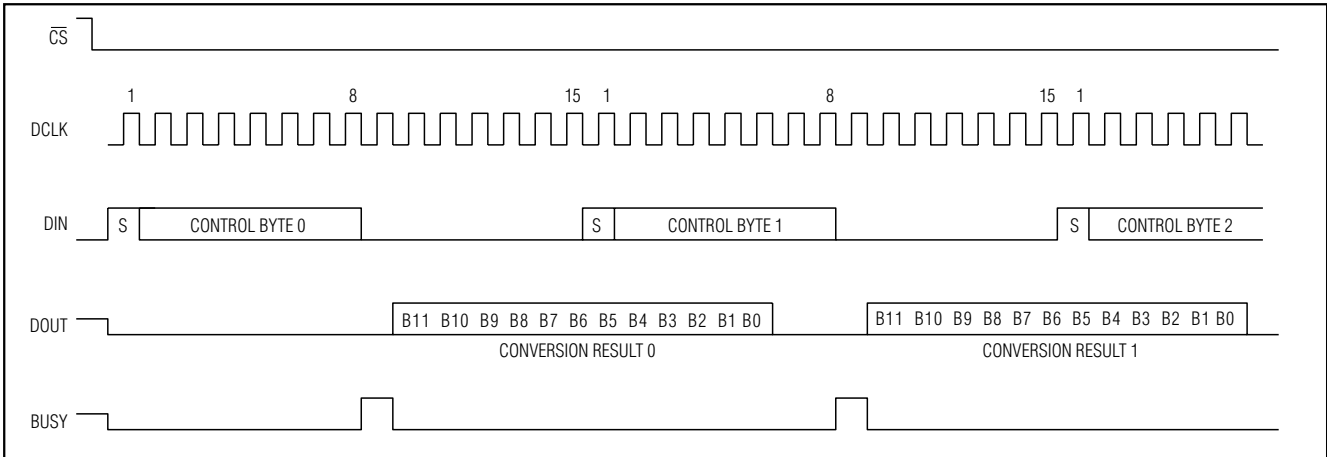 CS
1 8 15 1 8 15 1
DCLK
DIN S CONTROL BYTE 0 S CONTROL BYTE 1 S CONTROL BYTE 2
DOUT B11 B10 B9 B8 B7 B6 B5 B4 B3 B2 B1 B0 B11 B10 B9 B8 B7 B6 B5 B4 B3 B2 B1 B0
CONVERSION RESULT 0 CONVERSION RESULT 1
BUSY